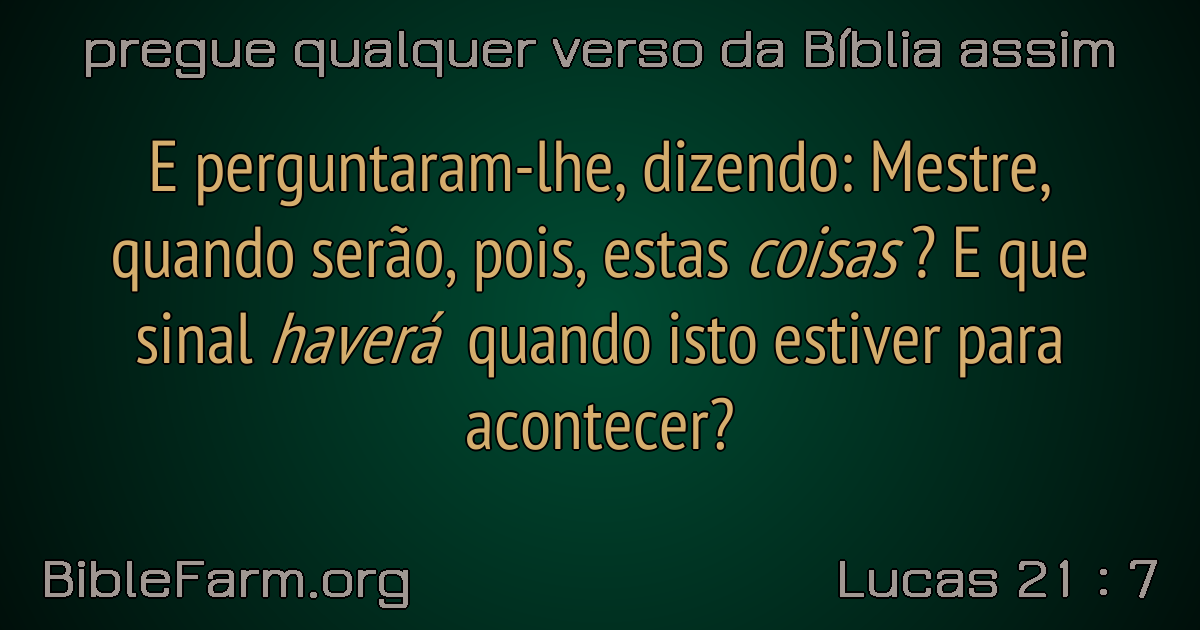 pregue qualquer verso da Bíblia assim
E perguntaram-lhe, dizendo: Mestre,
quando serão, pois, estas coisas ? E que
sinal haverá quando isto estiver para
acontecer?
BibleFarm.org
Lucas 21 : 7